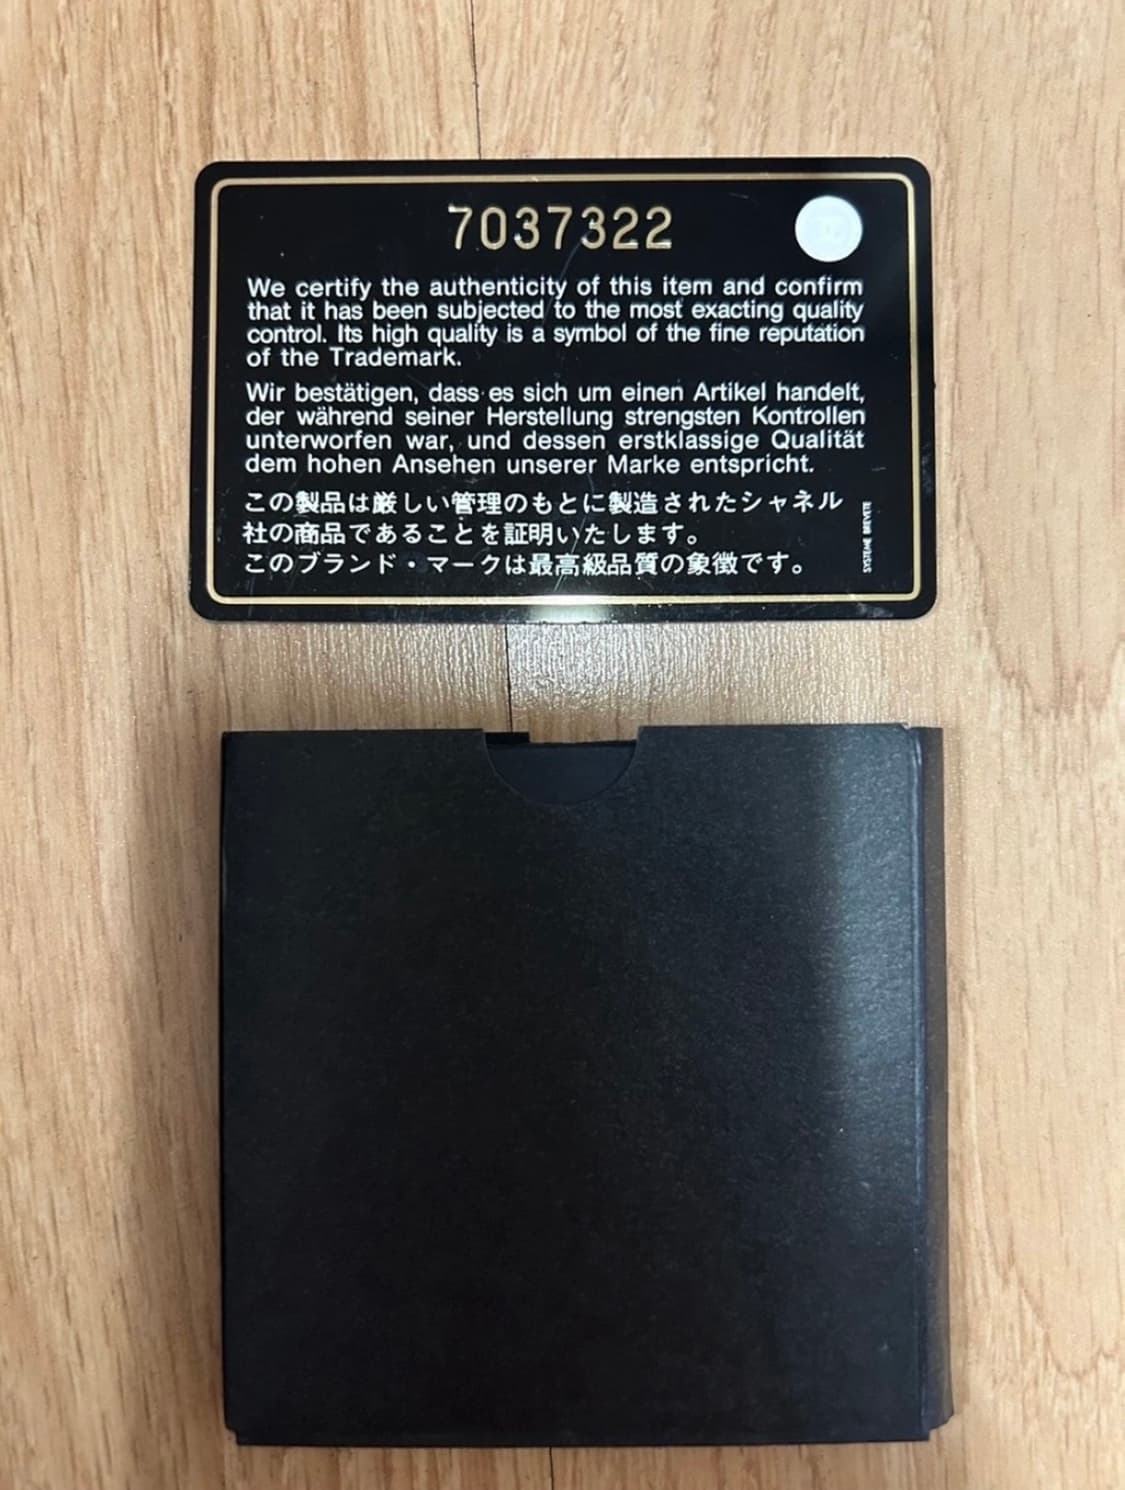 7037322
We certify the authenticity of this item and confirm
that it has been subjected to the most exacting quality
control. Its high quality is a symbol of the fine reputation
of the Trademark.
Wir bestätigen, dass es sich um einen Artikel handelt,
der während seiner Herstellung strengsten Kontrollen
unterworfen war, und dessen erstklassige Qualität
dem hohen Ansehen unserer Marke entspricht.
この製品は厳しい管理のもとに製造されたシャネル
社の商品であることを証明いたします。
このブランド・マークは最高級品質の象徴です。
SYSTEME BREVETE